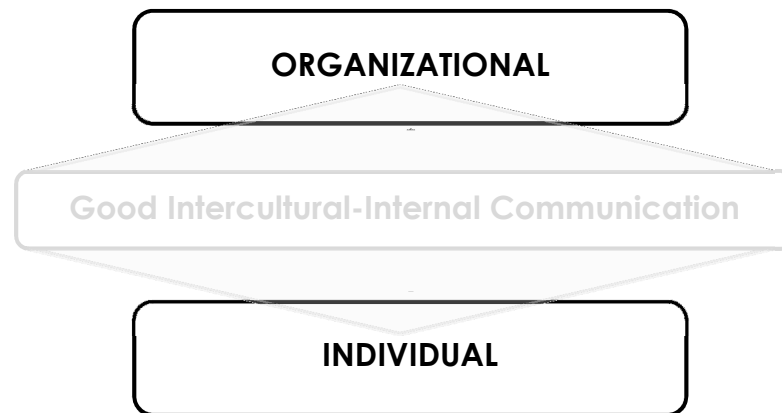 ORGANIZATIONAL
Good Intercultural-Internal Communication
INDIVIDUAL